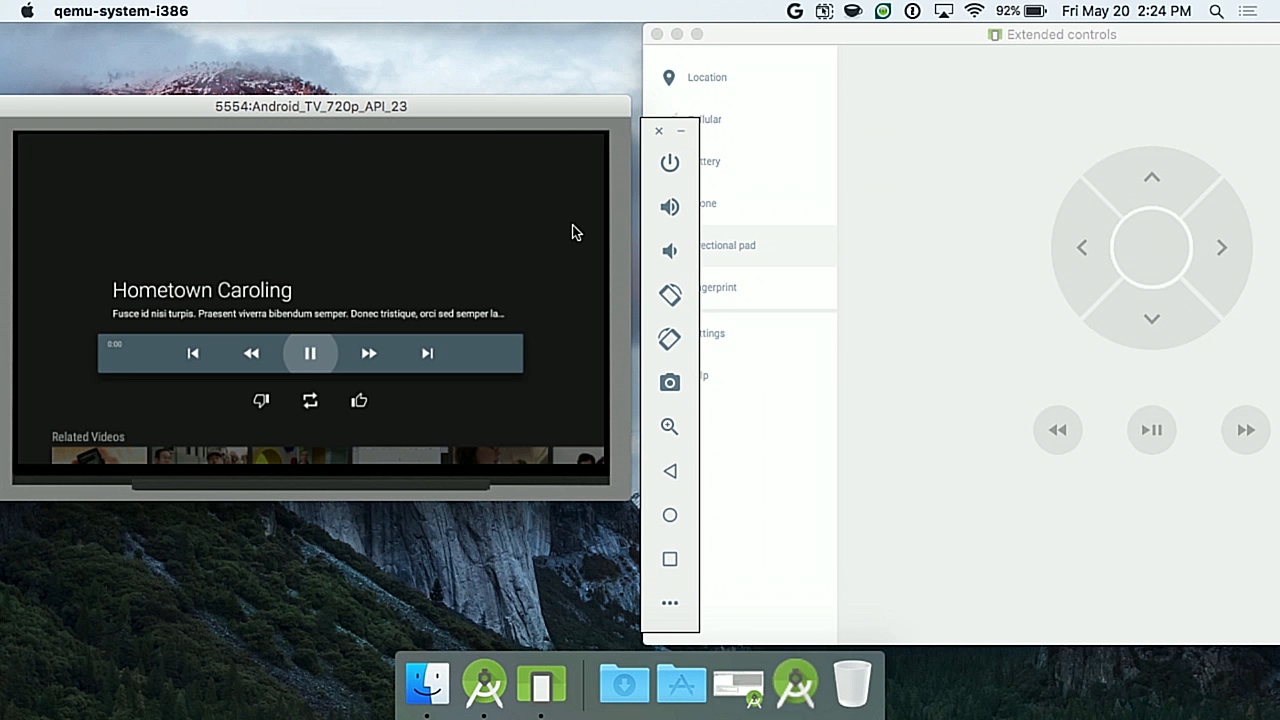 qemu-system-i386
92%
Fri May 20 2:24 PM
Extended controls
Location
5554:Android_TV_720p_API_23
llular
ttery
one
ectional pad
gerprint
ttings
lp
Hometown Caroling
Fusce id nisi turpis. Praesent viverra bibendum semper. Donec tristique, orci sed semper la...
0:00
Related Videos